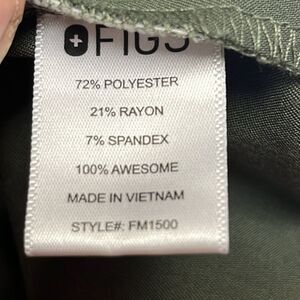 FIGS
72% POLYESTER
21% RAYON
7% SPANDEX
100% AWESOME
MADE IN VIETNAM
STYLE#: FM1500